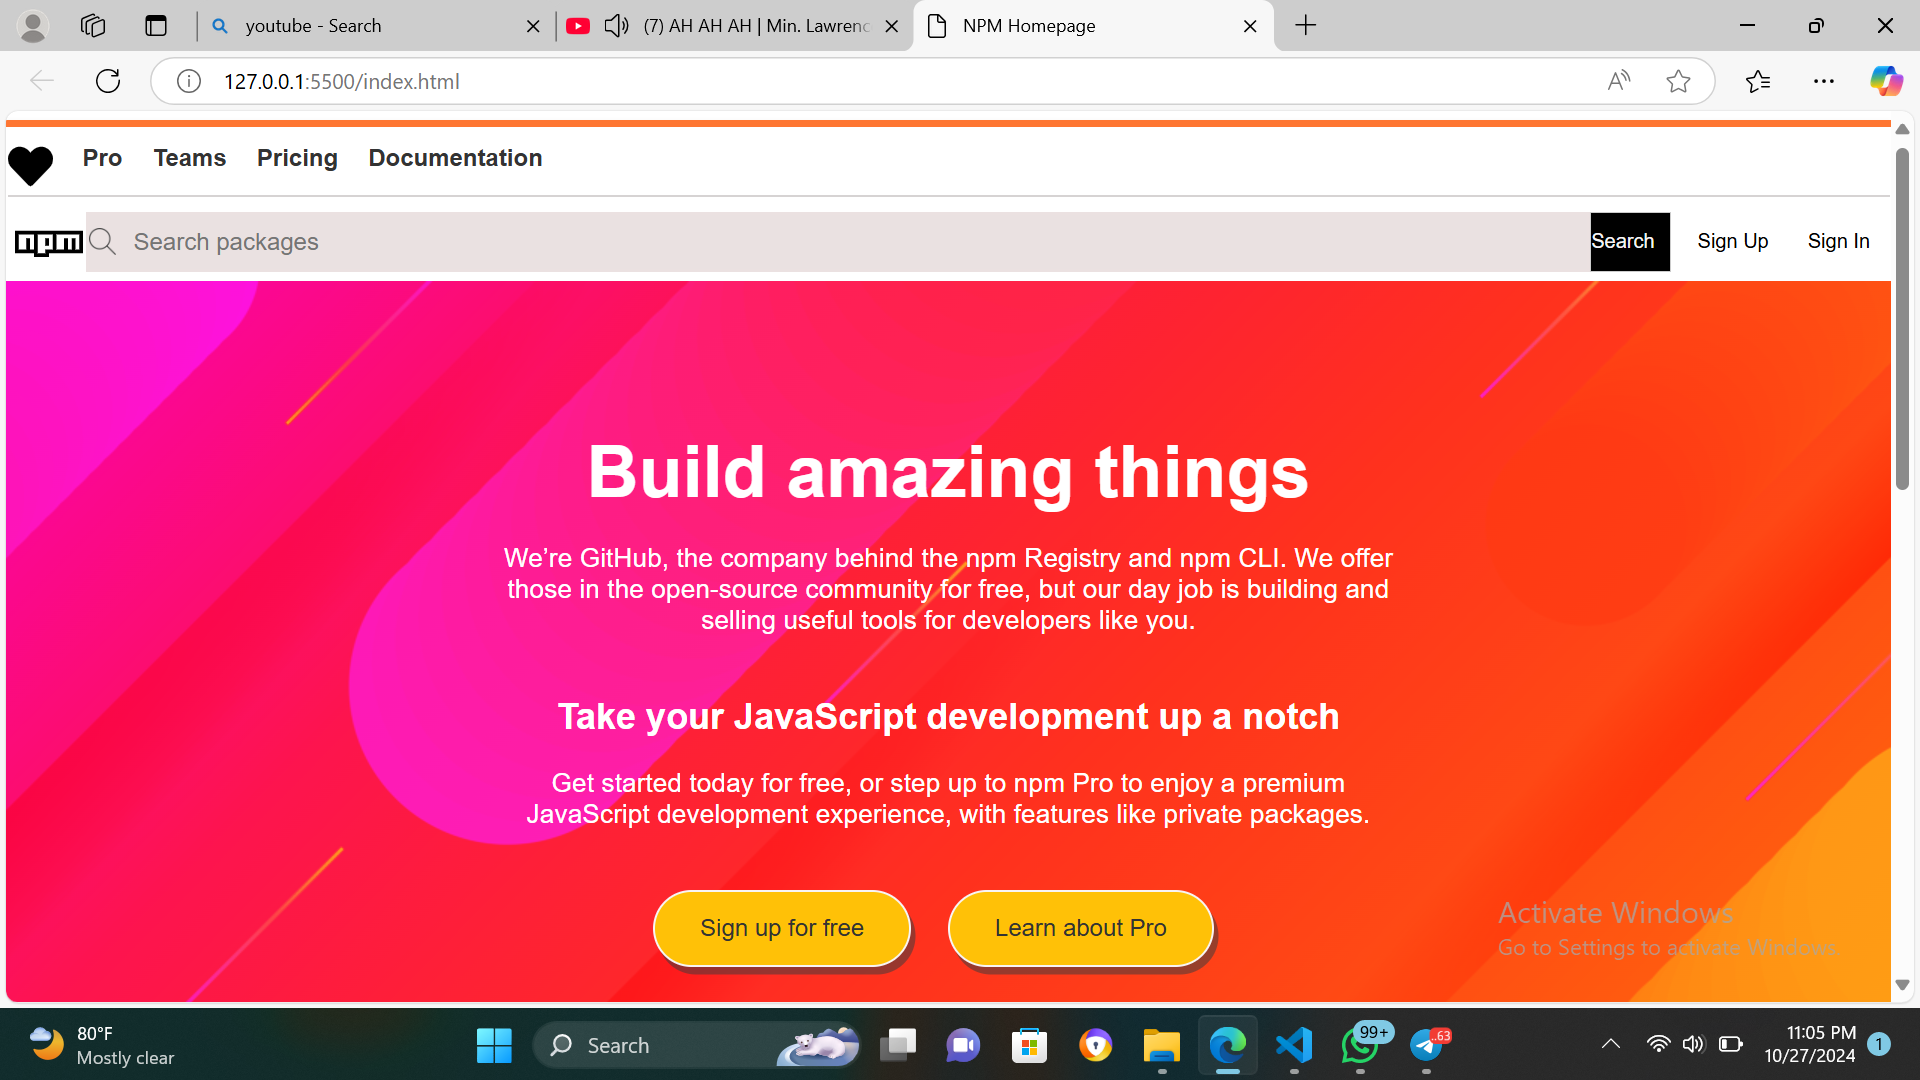 youtube - Search
(7) AH AH AH | Min. Lawrenc
NPM Homepage
127.0.0.1:5500/index.html
Pro Teams Pricing Documentation
npm Search packages Search Sign Up Sign In
Build amazing things
We’re GitHub, the company behind the npm Registry and npm CLI. We offer
those in the open-source community for free, but our day job is building and
selling useful tools for developers like you.
Take your JavaScript development up a notch
Get started today for free, or step up to npm Pro to enjoy a premium
JavaScript development experience, with features like private packages.
Sign up for free Learn about Pro
Activate Windows
Go to Settings to activate Windows.
80°F
Mostly clear
Search
99+
..63
11:05 PM
10/27/2024
1